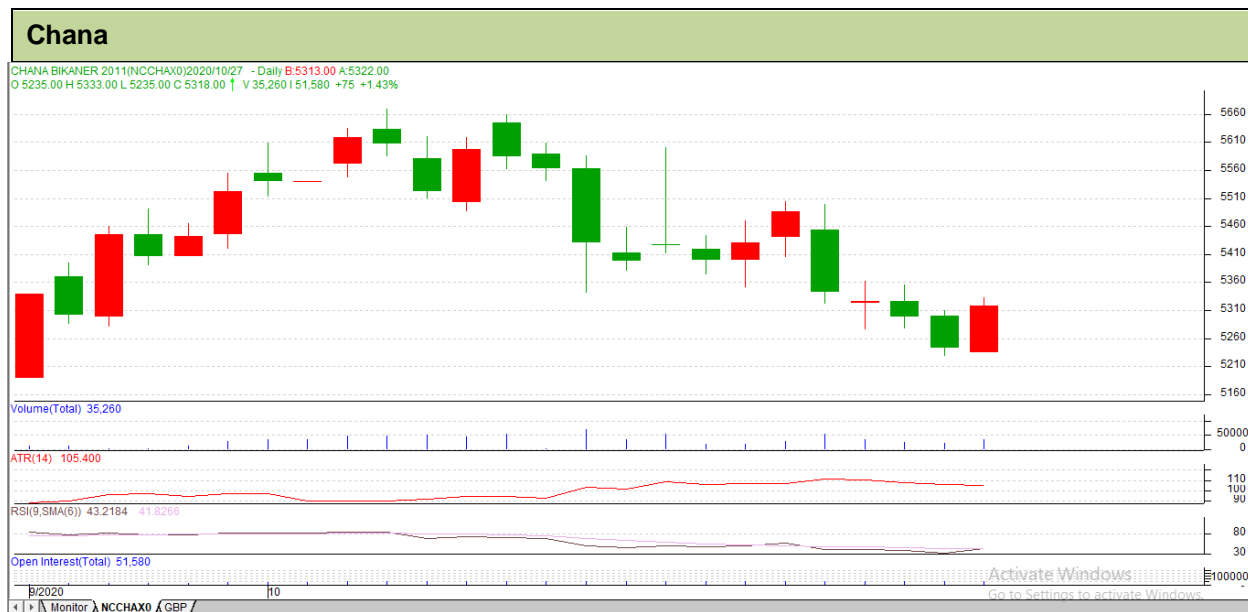 Chana
CHANA BIKANER 2011(NCCHAX0)2020/10/27 - Daily B:5313.00 A:5322.00
O 5235.00 H 5333.00 L 5235.00 C 5318.00 V 35,260 I 51,580 +75 +1.43%
5660
5610
5560
5510
5460
5410
5360
5310
5260
5210
5160
Volume(Total) 35,260
50000
0
ATR(14) 105.400
110
100
90
RSI(9,SMA(6)) 43.2184 41.8266
80
30
Open Interest(Total) 51,580
100000
9/2020 10
Activate Windows
Go to Settings to activate Windows.
Monitor NCCHAX0 GBP